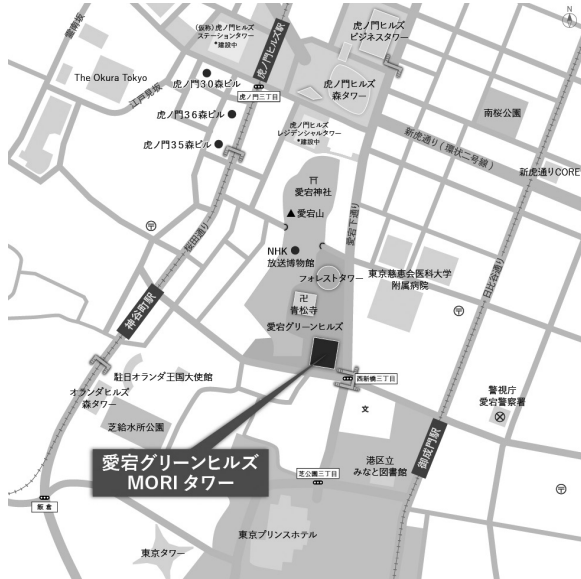 N
雲南坂
(仮称)虎ノ門ヒルズ
ステーションタワー
*建設中
虎ノ門ヒルズ駅
虎ノ門ヒルズ
ビジネスタワー
The Okura Tokyo
江戸見坂
虎ノ門30森ビル
虎ノ門三丁目
虎ノ門ヒルズ
森タワー
虎ノ門36森ビル
虎ノ門ヒルズ
レジデンシャルタワー
*建設中
南桜公園
虎ノ門35森ビル
新虎通り(環状二号線)
新虎通りCORE
愛宕神社
愛宕山
桜田通り
愛宕下通り
NHK
放送博物館
フォレストタワー
東京慈恵会医科大学
附属病院
日比谷通り
卍
青松寺
神谷町駅
愛宕グリーンヒルズ
駐日オランダ王国大使館
西新橋三丁目
オランダヒルズ
森タワー
芝給水所公園
文
警視庁
愛宕警察署
御成門駅
愛宕グリーンヒルズ
MORIタワー
港区立
みなと図書館
芝公園三丁目
飯倉
東京プリンスホテル
東京タワー